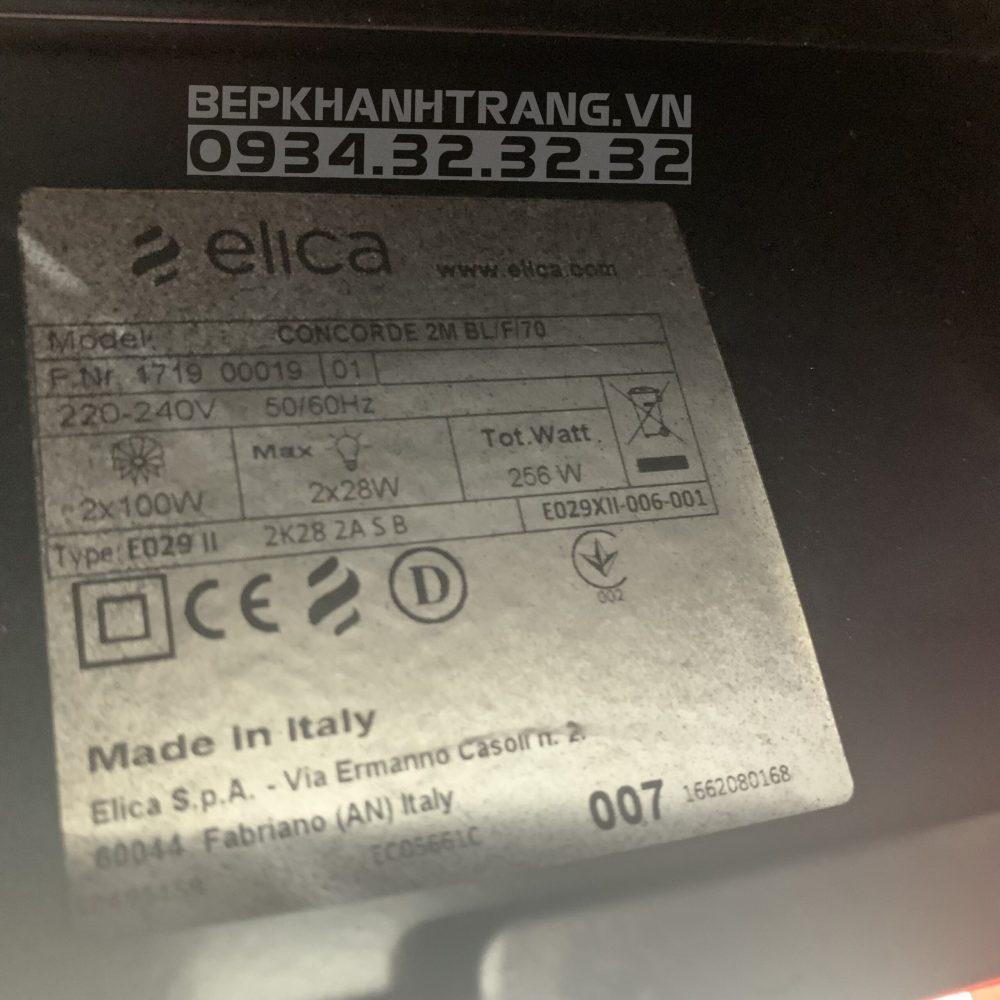 BEPKHANHTRANG.VN
0934.32.32.32
elica www.elica.com
Model: CONCORDE 2M BL/F/70
P.Nr. 1719 00019 01
220-240V 50/60Hz
Max Tot.Watt
2x100W 2x28W 256 W
Type: E029 II 2K28 2A S B E029XII-006-001
CE D
002
Made In Italy
Elica S.p.A. - Via Ermanno Casoli n. 2.
60044 Fabriano (AN) Italy
007 1662080168
EC05661C